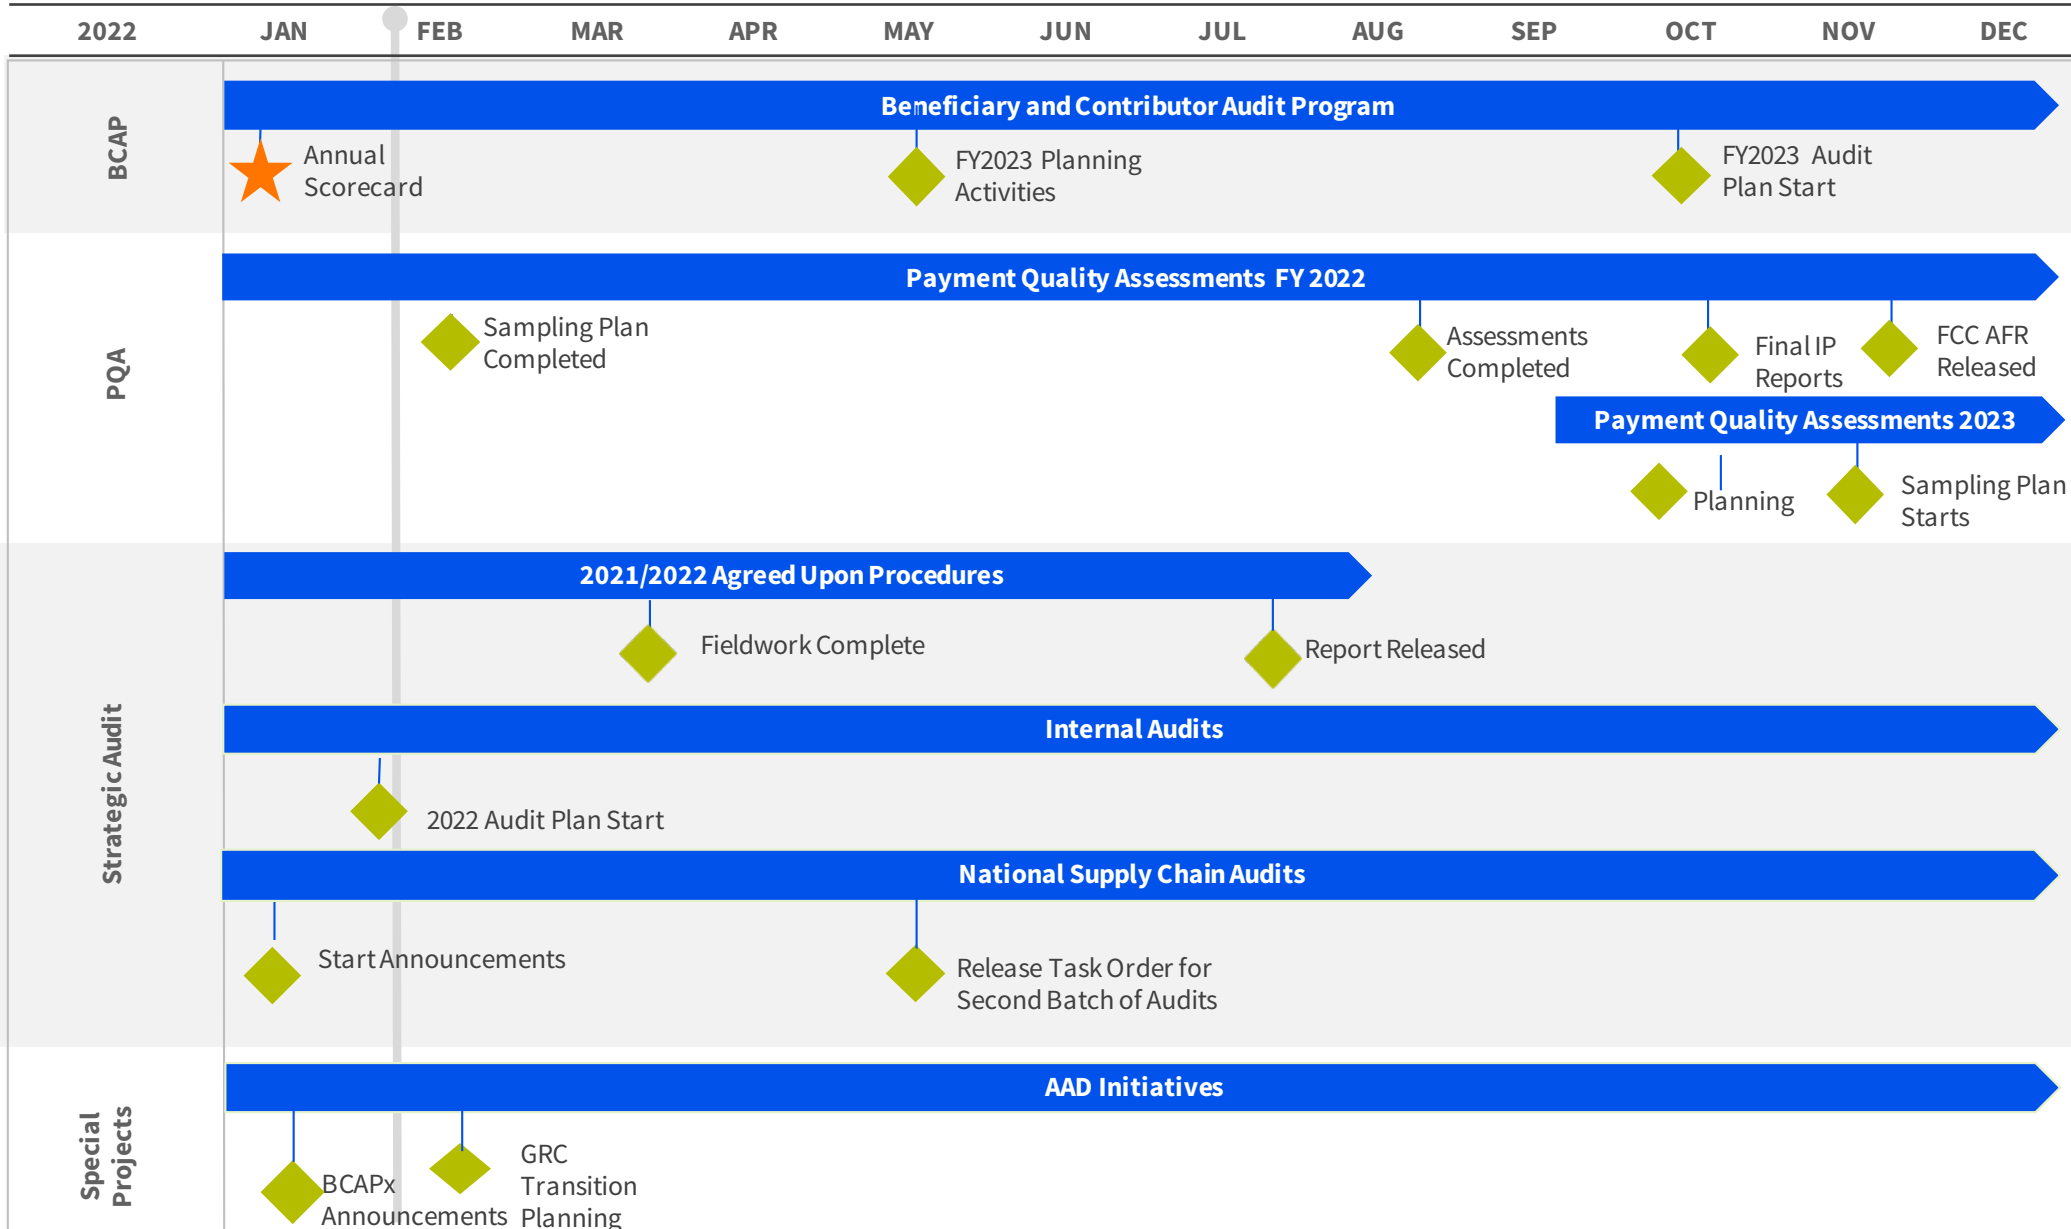 2022 JAN FEB MAR APR MAY JUN JUL AUG SEP OCT NOV DEC
BCAP
Beneficiary and Contributor Audit Program
Annual
Scorecard
FY2023 Planning
Activities
FY2023 Audit
Plan Start
PQA
Payment Quality Assessments FY 2022
Sampling Plan
Completed
Assessments
Completed
Final IP
Reports
FCC AFR
Released
Payment Quality Assessments 2023
Planning
Sampling Plan
Starts
Strategic Audit
2021/2022 Agreed Upon Procedures
Fieldwork Complete
Report Released
Internal Audits
2022 Audit Plan Start
National Supply Chain Audits
Start Announcements
Release Task Order for
Second Batch of Audits
Special
Projects
AAD Initiatives
BCAPx
Announcements
GRC
Transition
Planning